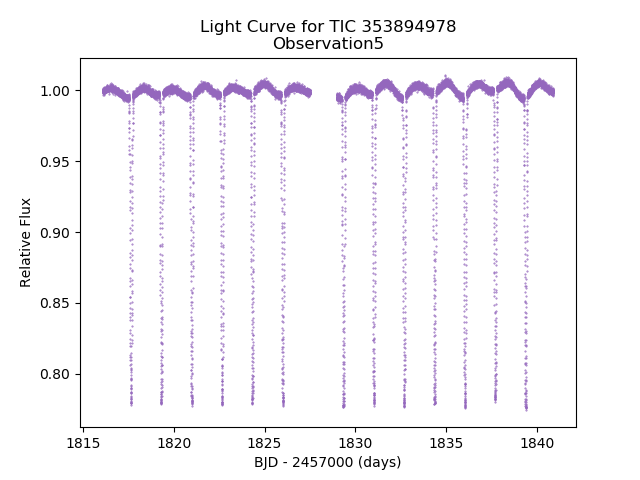 Light Curve for TIC 353894978
Observation5
1.00
0.95
0.90
0.85
0.80
Relative Flux
1815
1820
1825
1830
1835
1840
BJD - 2457000 (days)